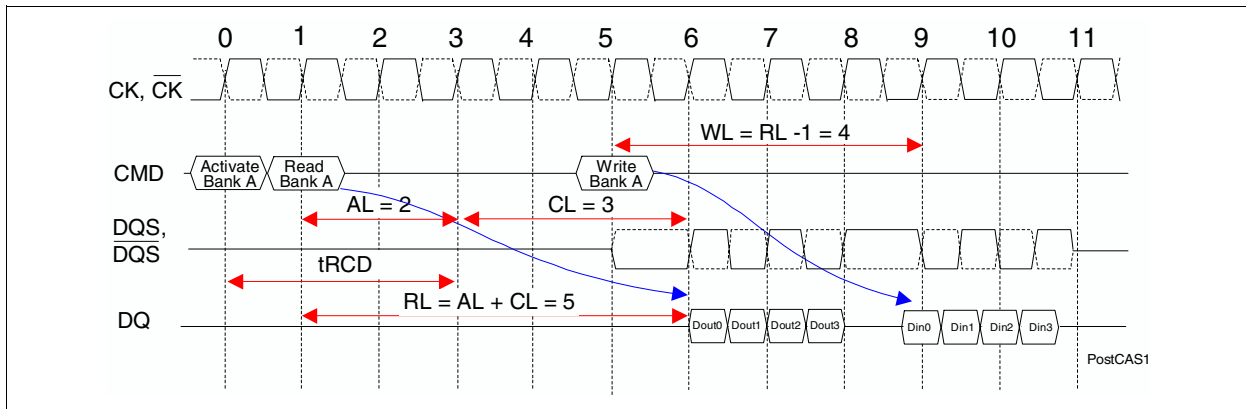 0 1 2 3 4 5 6 7 8 9 10 11
CK, CK
WL = RL -1 = 4
CMD
Activate Bank A
Read Bank A
Write Bank A
AL = 2
CL = 3
DQS,
DQS
tRCD
RL = AL + CL = 5
DQ
Dout0 Dout1 Dout2 Dout3
Din0 Din1 Din2 Din3
PostCAS1